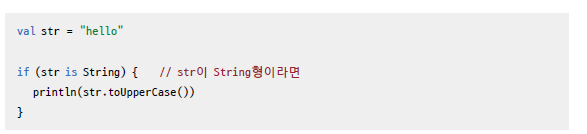 val str = "hello"
if (str is String) {   // str이 String형이라면
println(str.toUpperCase())
}